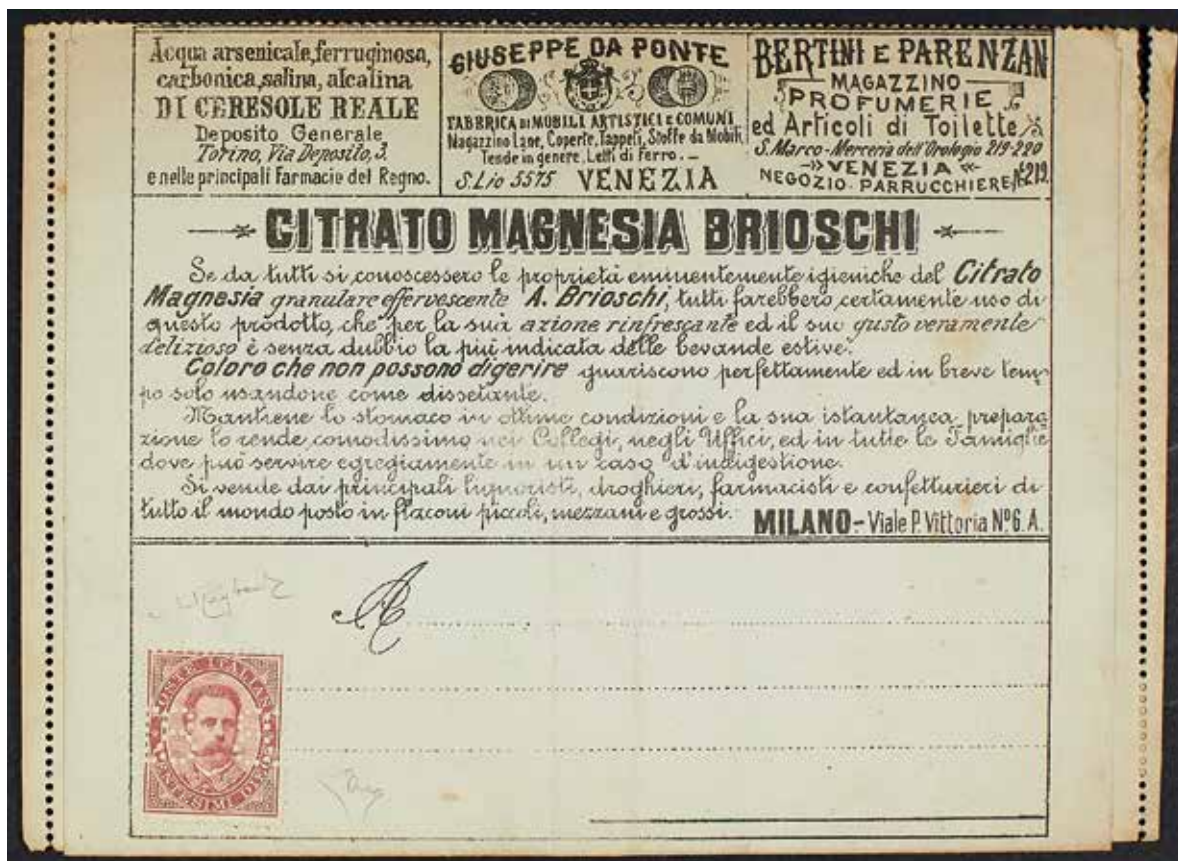 Acqua arsenicale, ferruginosa,
carbonica, salina, alcalina
DI CERESOLE REALE
Deposito Generale
Torino, Via Deposito, 3.
e nelle principali Farmacie del Regno.
GIUSEPPE DA PONTE
FABBRICA DI MOBILI ARTISTICI E COMUNI
Magazzino Lane, Coperte, Tappeti, Stoffe da Mobili,
Tende in genere, Letti di Ferro. -
S. Lio 5575 VENEZIA
BERTINI E PARENZAN
MAGAZZINO
PROFUMERIE
ed Articoli di Toilette
S. Marco - Merceria dell'Orologio 219-220
VENEZIA
NEGOZIO PARRUCCHIERE Nº 219.
CITRATO MAGNESIA BRIOSCHI
Se da tutti si conoscessero le proprietà eminentemente igieniche del Citrato
Magnesia granulare effervescente A. Brioschi, tutti farebbero certamente uso di
questo prodotto, che per la sua azione rinfrescante ed il suo gusto veramente
delizioso è senza dubbio la più indicata delle bevande estive.
Coloro che non possono digerire guariscono perfettamente ed in breve tem-
po solo usandone come dissetante.
Mantiene lo stomaco in ottime condizioni e la sua istantanea prepara
zione lo rende comodissimo nei Collegi, negli Uffici, ed in tutte le Famiglie
dove può servire egregiamente in un caso d'indigestione.
Si vende dai principali liquoristi, droghieri, farmacisti e confetturieri di
tutto il mondo posto in flaconi piccoli, mezzani e grossi.
MILANO - Viale P. Vittoria Nº 6. A.
A
POSTE ITALIANE
CENTESIMI DIECI